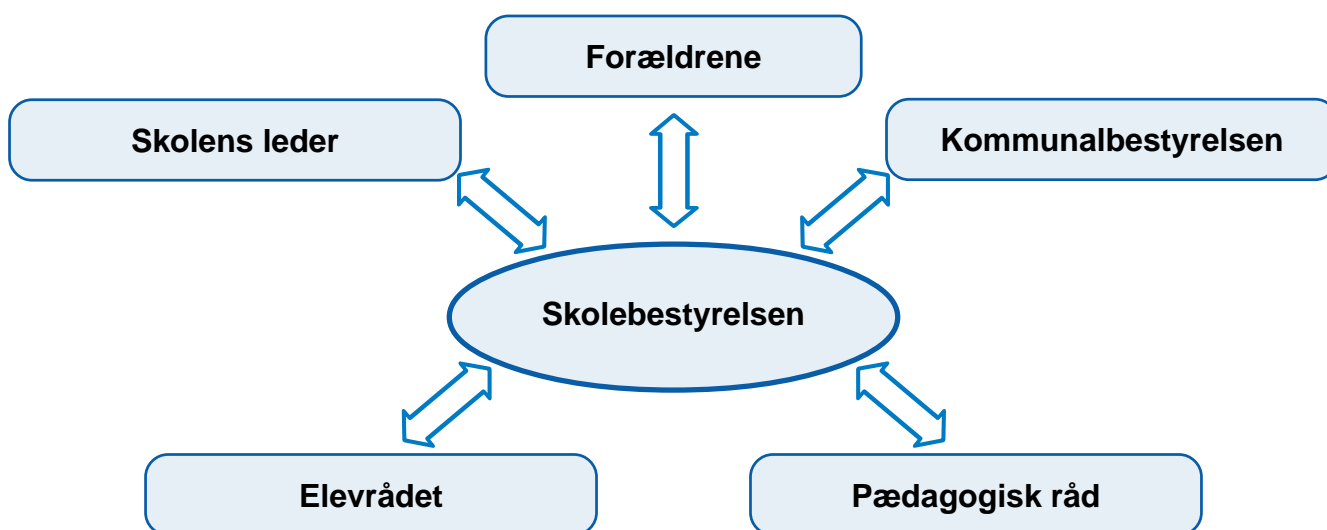 Forældrene
Skolens leder
Kommunalbestyrelsen
Skolebestyrelsen
Elevrådet
Pædagogisk råd